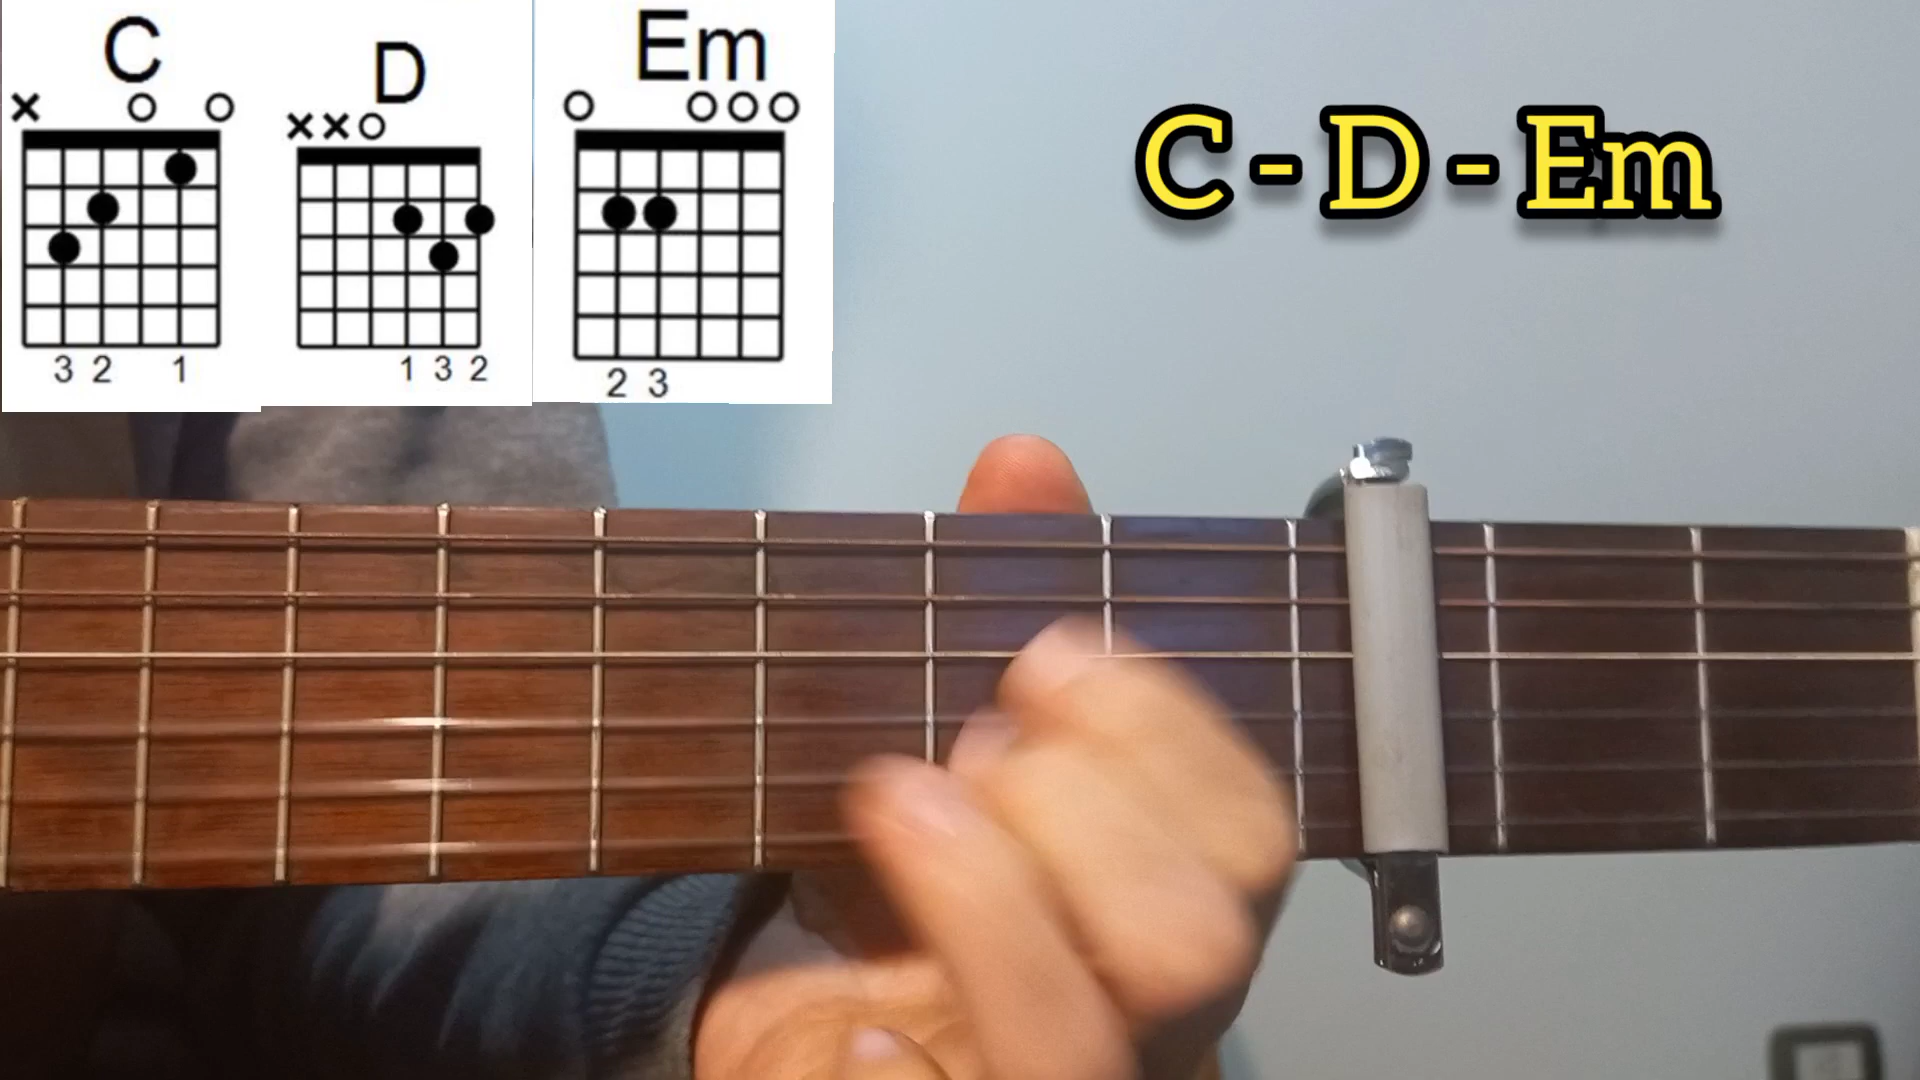 C
D
Em
C - D - Em
× ○ ○
×× ○
○ ○○○
3 2 1
1 3 2
2 3